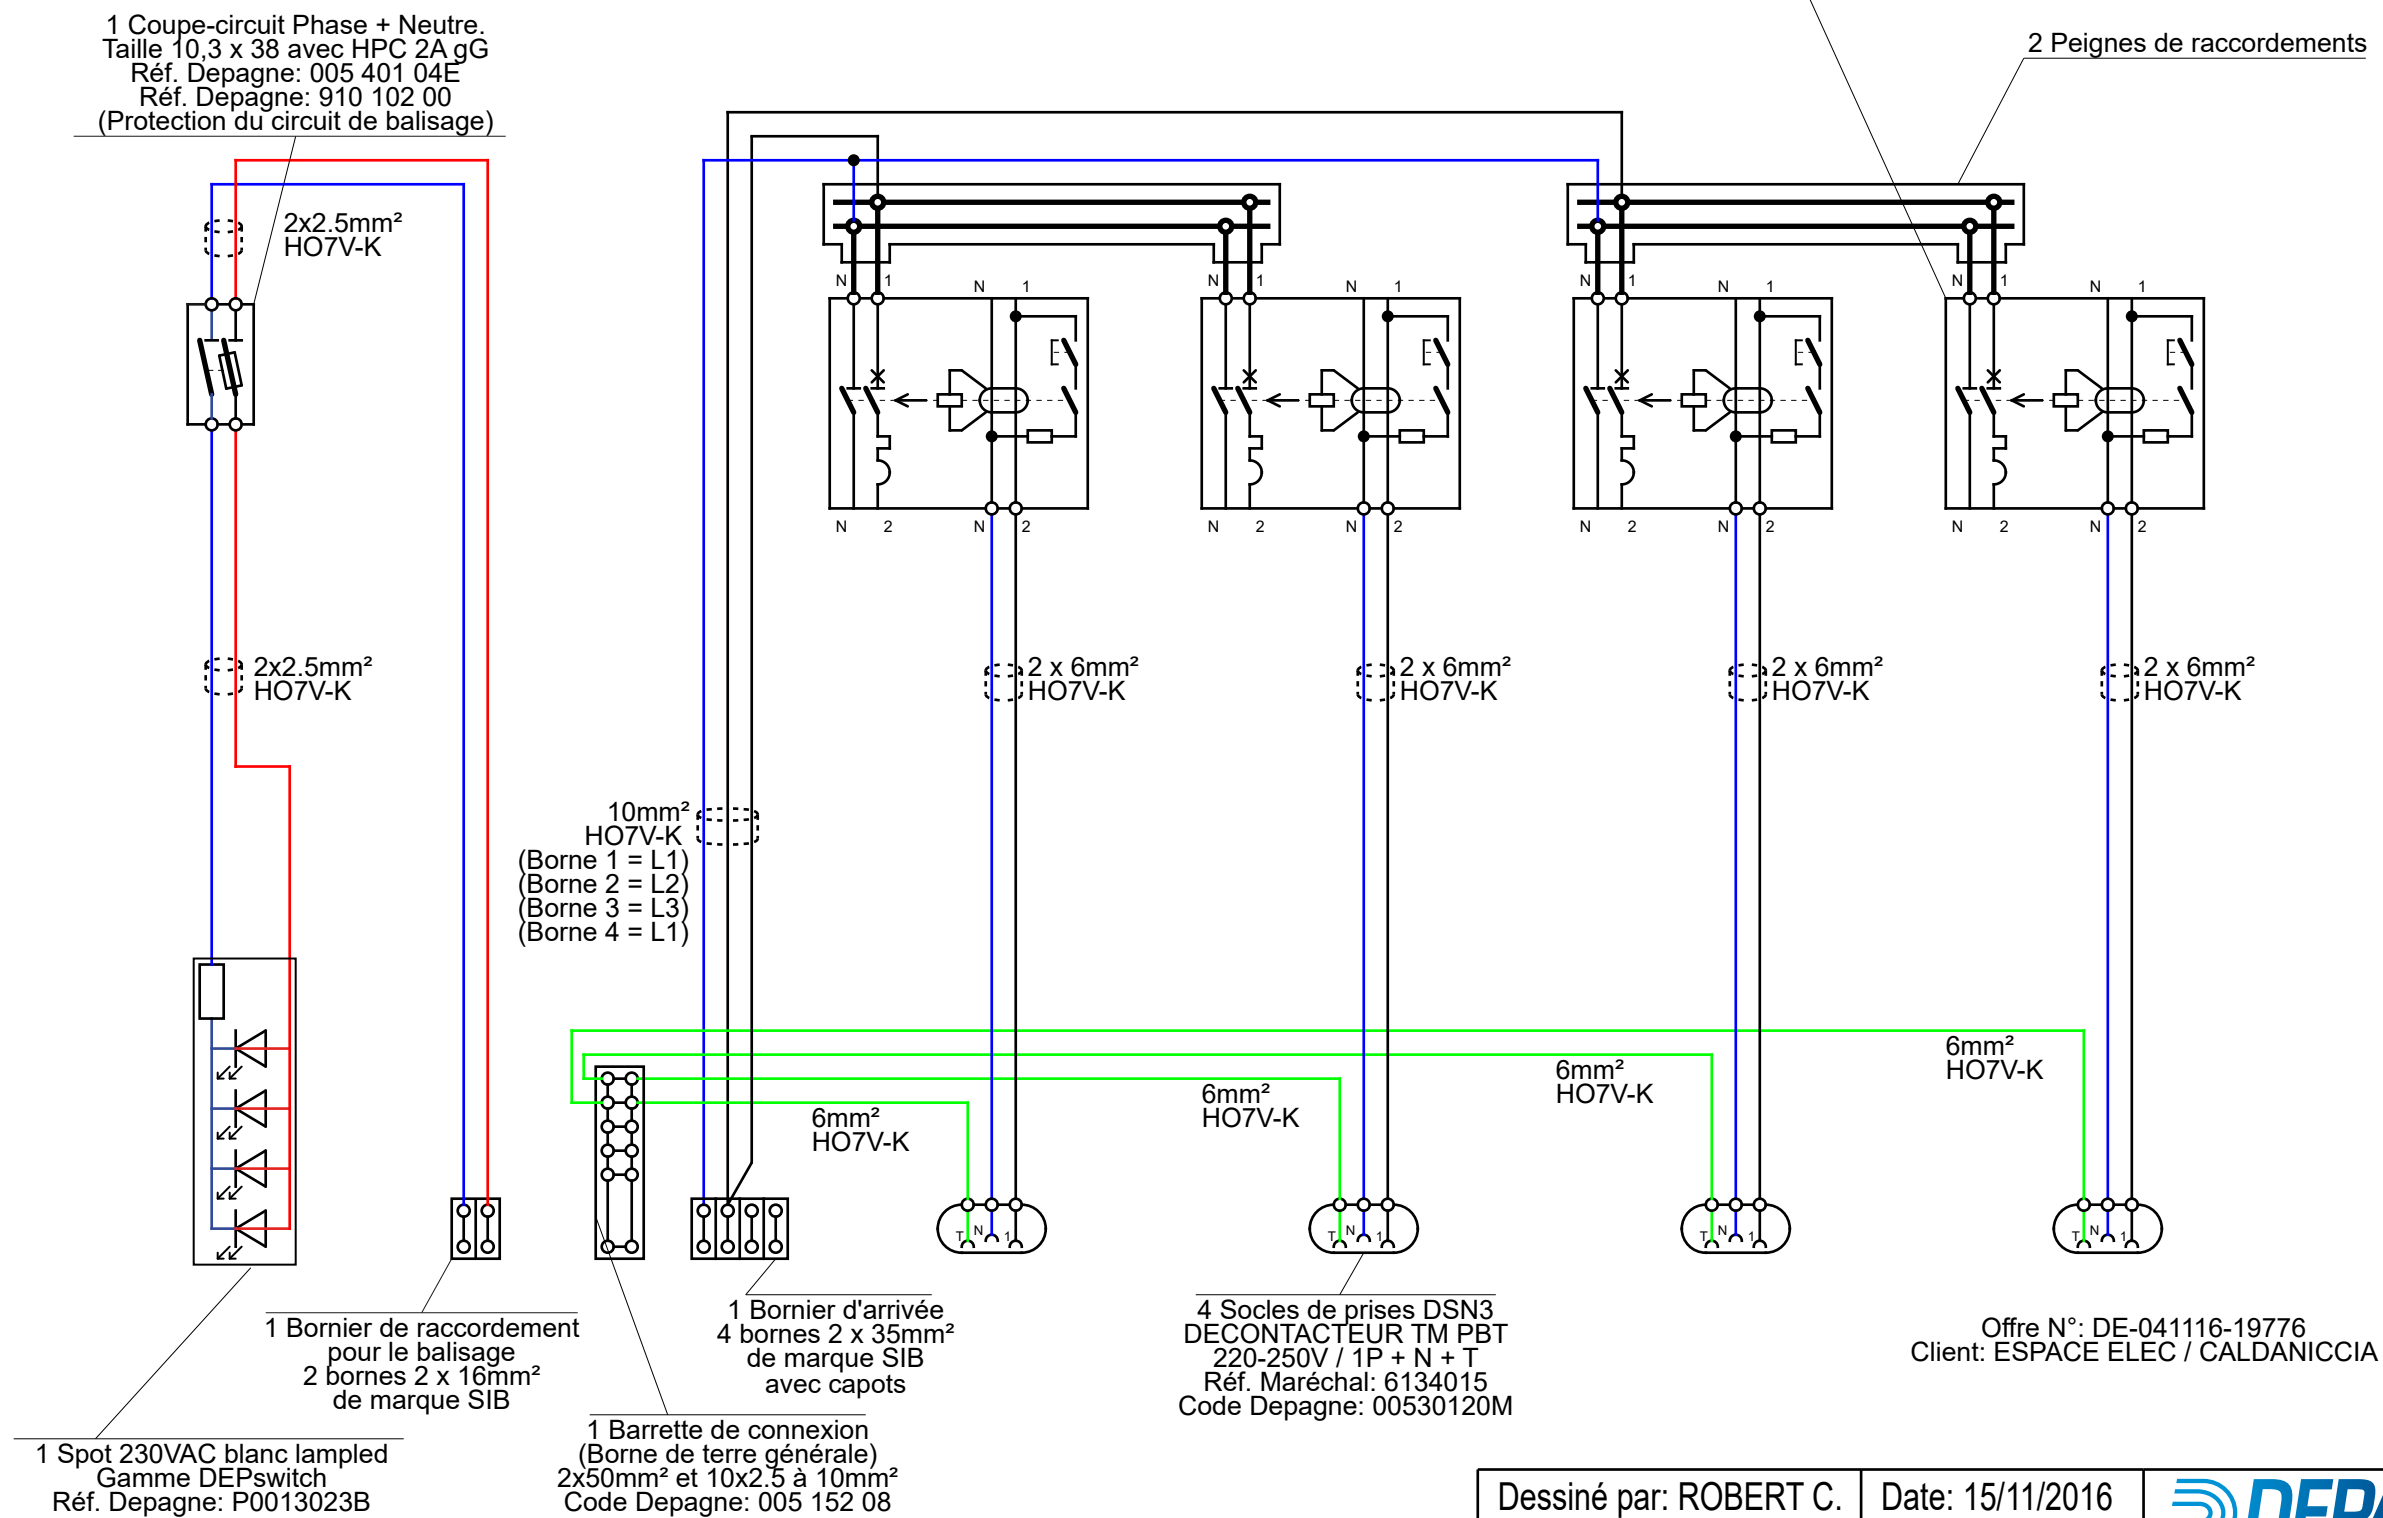 1 Coupe-circuit Phase + Neutre.
Taille 10,3 x 38 avec HPC 2A gG
Réf. Depagne: 005 401 04E
Réf. Depagne: 910 102 00
(Protection du circuit de balisage)
2 Peignes de raccordements
2x2.5mm²
HO7V-K
N 1 N 1
N 1 N 1
N 1 N 1
N 1 N 1
N 2 N 2
N 2 N 2
N 2 N 2
N 2 N 2
2x2.5mm²
HO7V-K
2 x 6mm²
HO7V-K
2 x 6mm²
HO7V-K
2 x 6mm²
HO7V-K
2 x 6mm²
HO7V-K
10mm²
HO7V-K
(Borne 1 = L1)
(Borne 2 = L2)
(Borne 3 = L3)
(Borne 4 = L1)
6mm²
HO7V-K
6mm²
HO7V-K
6mm²
HO7V-K
6mm²
HO7V-K
T N 1
T N 1
T N 1
T N 1
1 Bornier de raccordement
pour le balisage
2 bornes 2 x 16mm²
de marque SIB
1 Bornier d'arrivée
4 bornes 2 x 35mm²
de marque SIB
avec capots
4 Socles de prises DSN3
DECONTACTEUR TM PBT
220-250V / 1P + N + T
Réf. Maréchal: 6134015
Code Depagne: 00530120M
Offre N°: DE-041116-19776
Client: ESPACE ELEC / CALDANICCIA
1 Spot 230VAC blanc lampled
Gamme DEPswitch
Réf. Depagne: P0013023B
1 Barrette de connexion
(Borne de terre générale)
2x50mm² et 10x2.5 à 10mm²
Code Depagne: 005 152 08
Dessiné par: ROBERT C.
Date: 15/11/2016